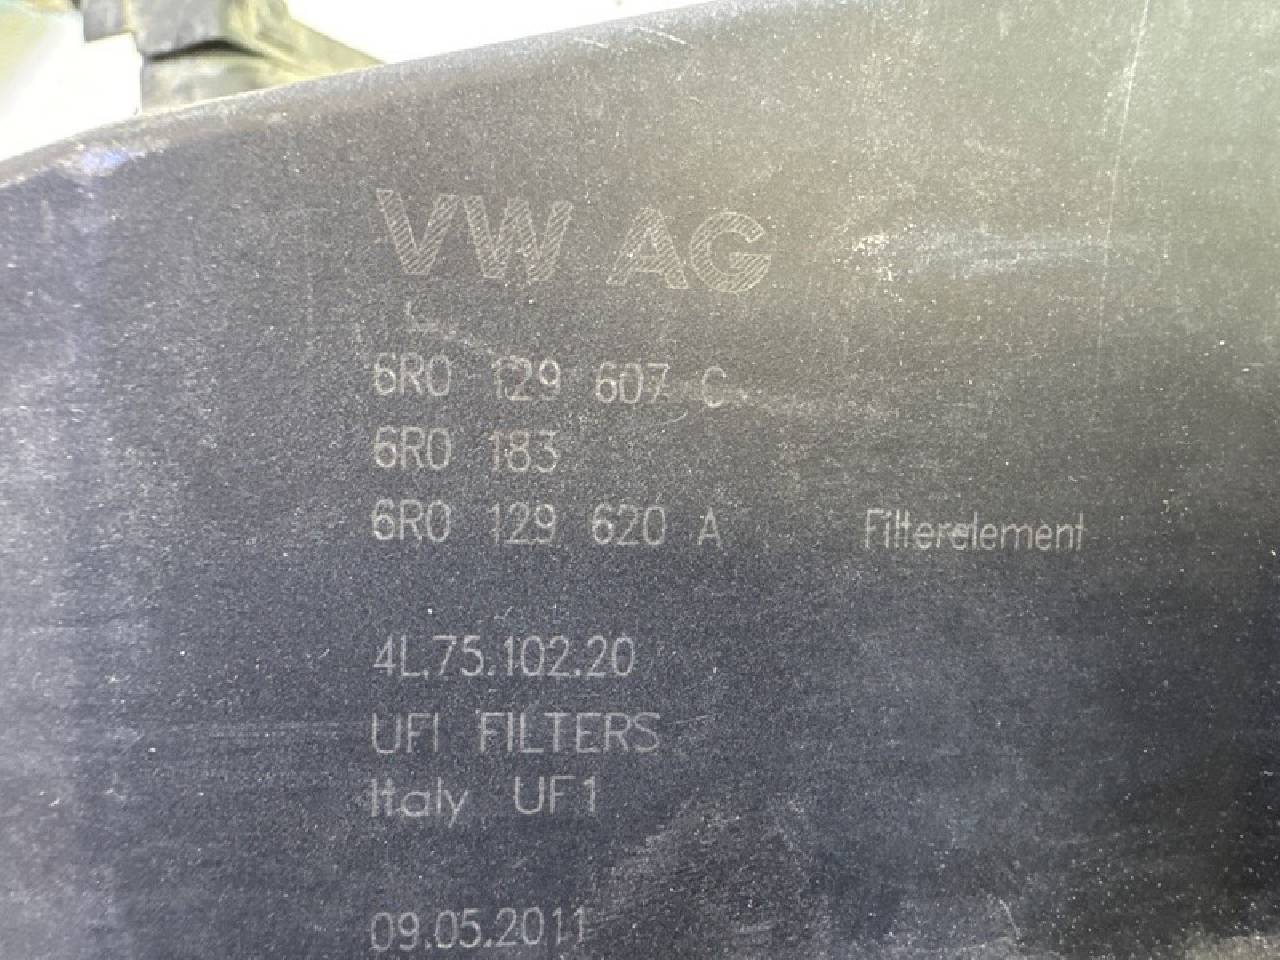 VW AG
6R0 129 607 C
6R0 183
6R0 129 620 A Filterelement
4L.75.102.20
UFI FILTERS
Italy UF1
09.05.2011